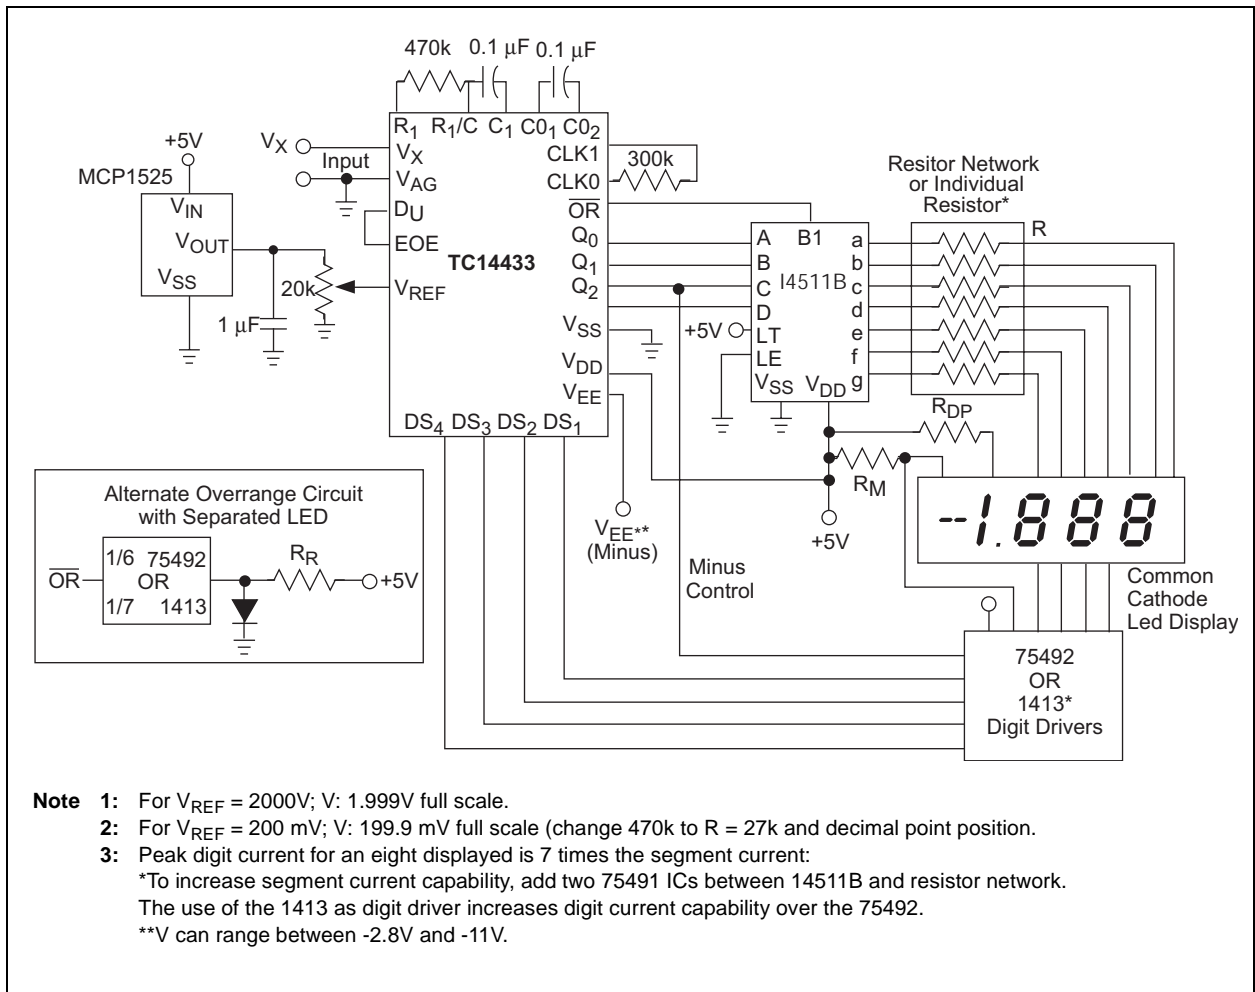 470k 0.1 µF 0.1 µF
R1 R1/C C1 C01 C02
+5V
MCP1525
VIN
VOUT
VSS
1 µF
20k
VX
Input
VX
VAG
DU
EOE
TC14433
VREF
CLK1
CLK0
300k
OR
Q0
Q1
Q2
VSS
VDD
VEE
DS4 DS3 DS2 DS1
Resitor Network
or Individual
Resistor*
R
A B1 a
B b
C I4511B c
D d
+5V LT e
LE f
VSS VDD g
RDP
RM
+5V
VEE**
(Minus)
Minus
Control
-1.888
Common
Cathode
Led Display
75492
OR
1413*
Digit Drivers
Alternate Overrange Circuit
with Separated LED
OR
1/6 75492
OR
1/7 1413
RR
+5V
Note 1: For VREF = 2000V; V: 1.999V full scale.
2: For VREF = 200 mV; V: 199.9 mV full scale (change 470k to R = 27k and decimal point position.
3: Peak digit current for an eight displayed is 7 times the segment current:
*To increase segment current capability, add two 75491 ICs between 14511B and resistor network.
The use of the 1413 as digit driver increases digit current capability over the 75492.
**V can range between -2.8V and -11V.